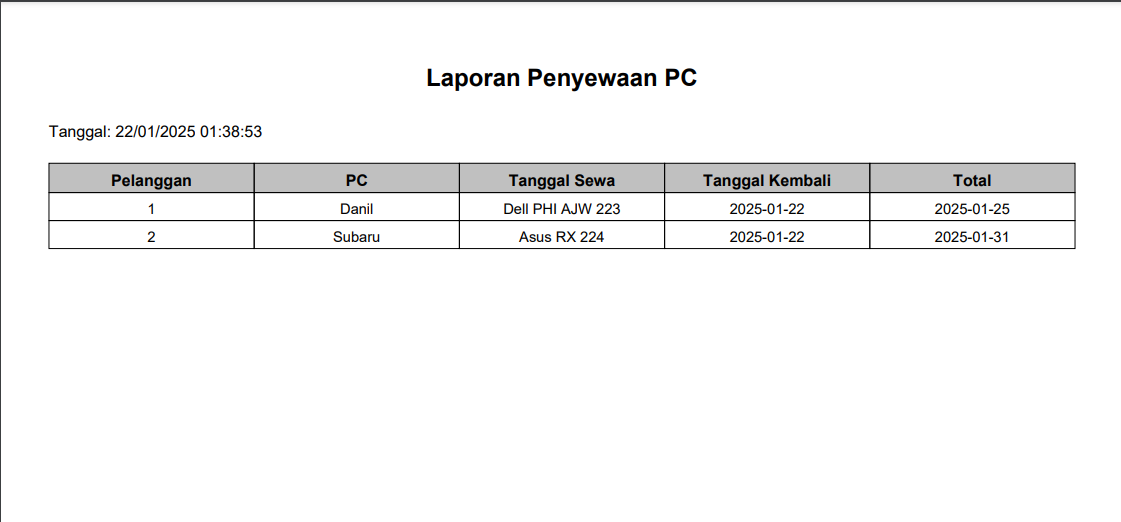 Laporan Penyewaan PC
Tanggal: 22/01/2025 01:38:53
Pelanggan PC Tanggal Sewa Tanggal Kembali Total
1 Danil Dell PHI AJW 223 2025-01-22 2025-01-25
2 Subaru Asus RX 224 2025-01-22 2025-01-31